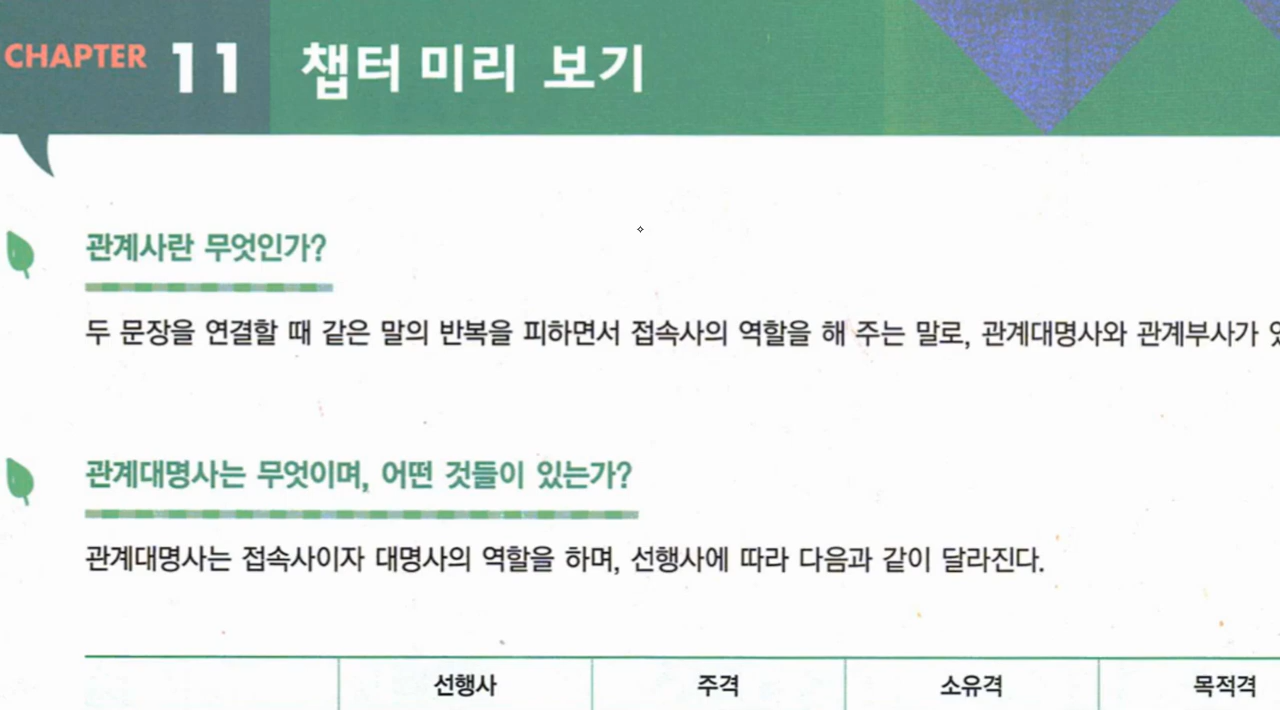 CHAPTER 11 챕터 미리 보기
관계사란 무엇인가?
두 문장을 연결할 때 같은 말의 반복을 피하면서 접속사의 역할을 해 주는 말로, 관계대명사와 관계부사가
관계대명사는 무엇이며, 어떤 것들이 있는가?
관계대명사는 접속사이자 대명사의 역할을 하며, 선행사에 따라 다음과 같이 달라진다.
선행사 주격 소유격 목적격